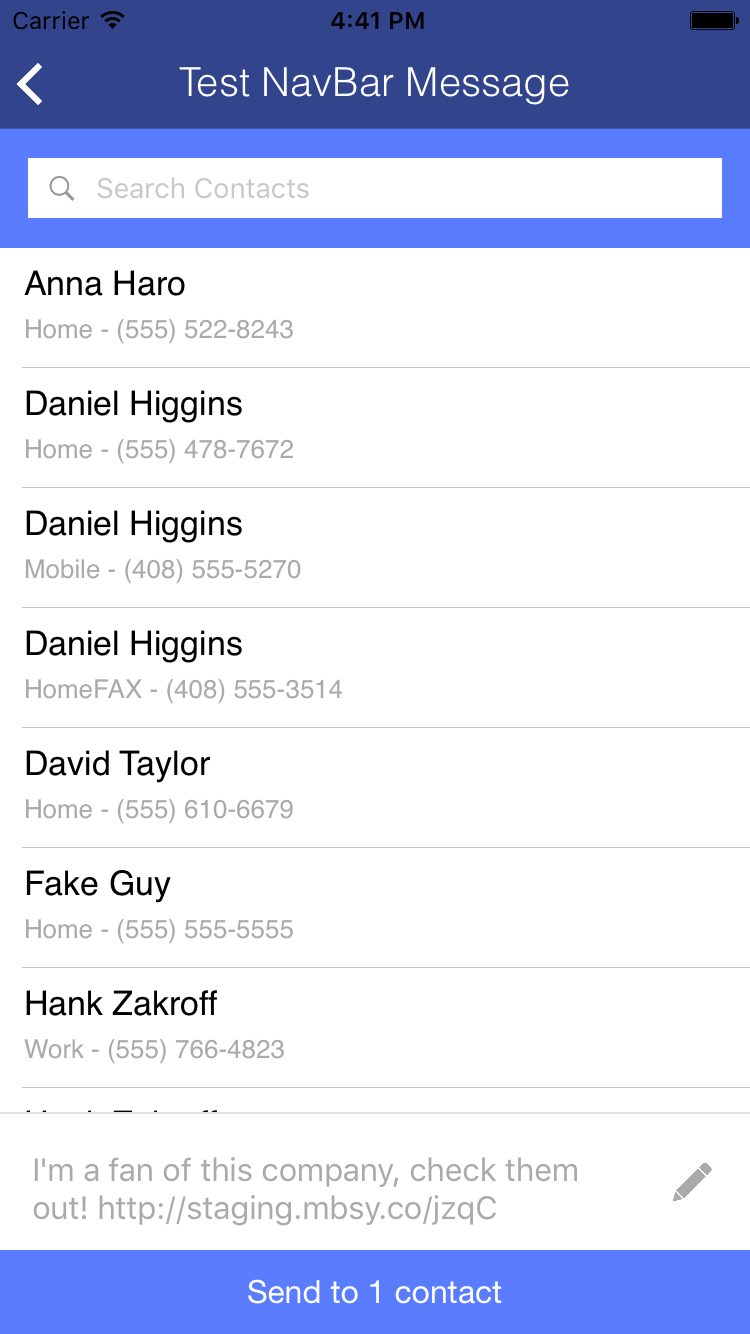 Carrier 4:41 PM
Test NavBar Message
Search Contacts
Anna Haro
Home - (555) 522-8243
Daniel Higgins
Home - (555) 478-7672
Daniel Higgins
Mobile - (408) 555-5270
Daniel Higgins
HomeFAX - (408) 555-3514
David Taylor
Home - (555) 610-6679
Fake Guy
Home - (555) 555-5555
Hank Zakroff
Work - (555) 766-4823
I'm a fan of this company, check them
out! http://staging.mbsy.co/jzqC
Send to 1 contact